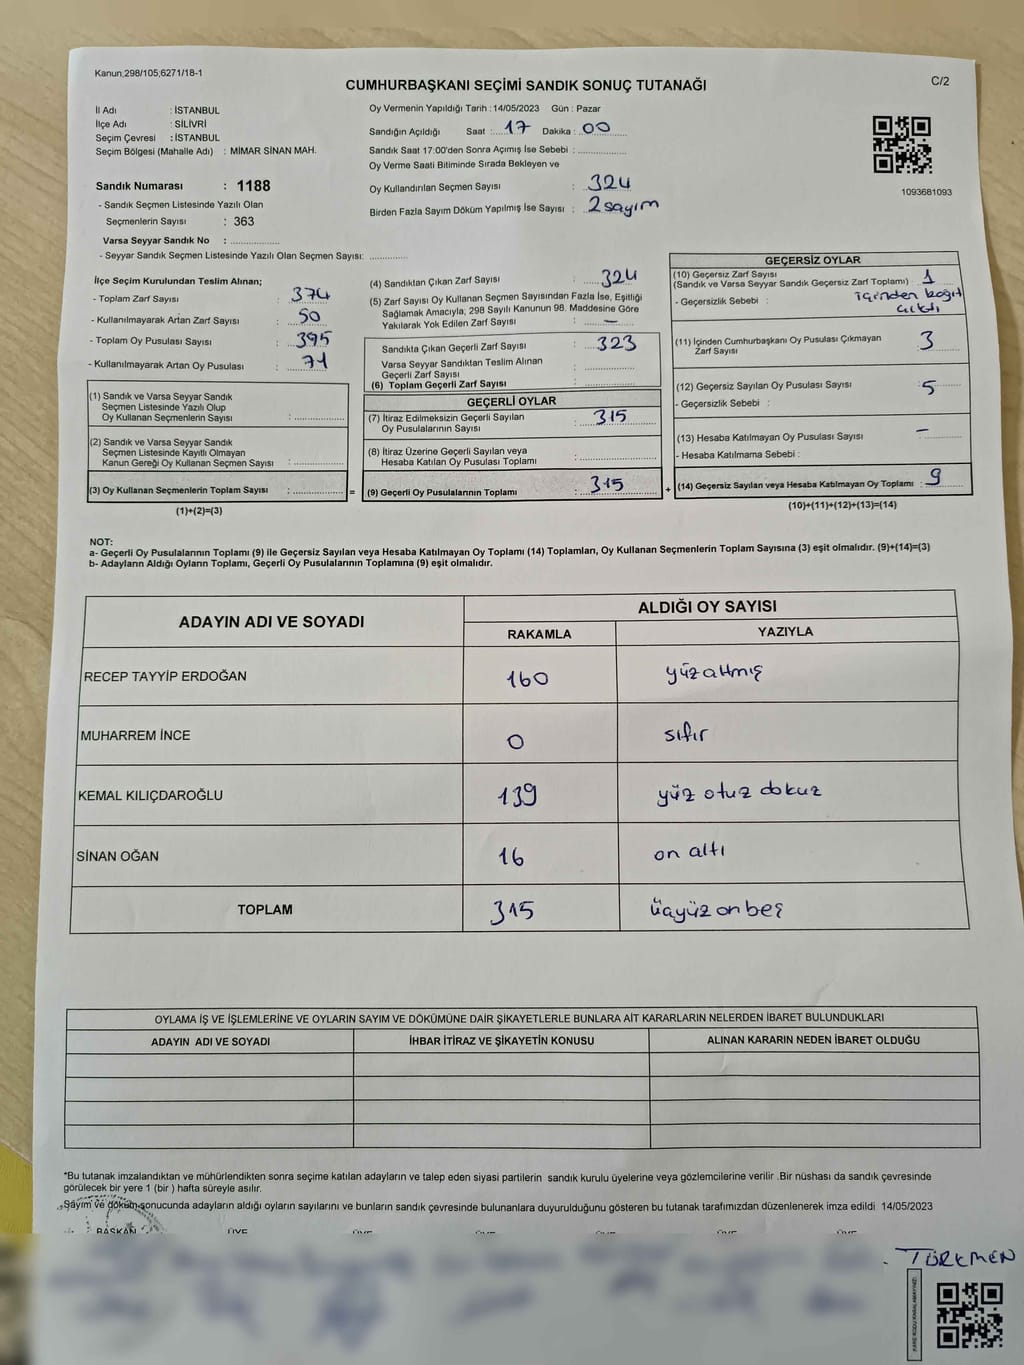 Kanun;298/105;6271/18-1
C/2
CUMHURBAŞKANI SEÇİMİ SANDIK SONUÇ TUTANAĞI
İl Adı : İSTANBUL
İlçe Adı : SİLİVRİ
Seçim Çevresi : İSTANBUL
Seçim Bölgesi (Mahalle Adı) : MİMAR SİNAN MAH.
Sandık Numarası : 1188
- Sandık Seçmen Listesinde Yazılı Olan
Seçmenlerin Sayısı : 363
Varsa Seyyar Sandık No : ................
- Seyyar Sandık Seçmen Listesinde Yazılı Olan Seçmen Sayısı: ............
Oy Vermenin Yapıldığı Tarih : 14/05/2023 Gün : Pazar
Sandığın Açıldığı Saat : 17 Dakika : 00
Sandık Saat 17:00'den Sonra Açımış İse Sebebi : ................
Oy Verme Saati Bitiminde Sırada Bekleyen ve
Oy Kullandırılan Seçmen Sayısı : 324
Birden Fazla Sayım Döküm Yapılmış İse Sayısı : 2 sayım
1093681093
İlçe Seçim Kurulundan Teslim Alınan;
- Toplam Zarf Sayısı : 374
- Kullanılmayarak Artan Zarf Sayısı : 50
- Toplam Oy Pusulası Sayısı : 395
- Kullanılmayarak Artan Oy Pusulası : 71
(1) Sandık ve Varsa Seyyar Sandık
Seçmen Listesinde Yazılı Olup
Oy Kullanan Seçmenlerin Sayısı : ................
(2) Sandık ve Varsa Seyyar Sandık
Seçmen Listesinde Kayıtlı Olmayan
Kanun Gereği Oy Kullanan Seçmen Sayısı : ................
(3) Oy Kullanan Seçmenlerin Toplam Sayısı : ................ =
(1)+(2)=(3)
(4) Sandıktan Çıkan Zarf Sayısı : 324
(5) Zarf Sayısı Oy Kullanan Seçmen Sayısından Fazla İse, Eşitliği
Sağlamak Amacıyla; 298 Sayılı Kanunun 98. Maddesine Göre
Yakılarak Yok Edilen Zarf Sayısı : —
Sandıkta Çıkan Geçerli Zarf Sayısı : 323
Varsa Seyyar Sandıktan Teslim Alınan
Geçerli Zarf Sayısı : ................
(6) Toplam Geçerli Zarf Sayısı : ................
GEÇERLİ OYLAR
(7) İtiraz Edilmeksizin Geçerli Sayılan
Oy Pusulalarının Sayısı : 315
(8) İtiraz Üzerine Geçerli Sayılan veya
Hesaba Katılan Oy Pusulası Toplamı : ................
(9) Geçerli Oy Pusulalarının Toplamı : 315 +
GEÇERSİZ OYLAR
(10) Geçersiz Zarf Sayısı
(Sandık ve Varsa Seyyar Sandık Geçersiz Zarf Toplamı) : 1
- Geçersizlik Sebebi : içinden kağıt
çıktı
(11) İçinden Cumhurbaşkanı Oy Pusulası Çıkmayan
Zarf Sayısı : 3
(12) Geçersiz Sayılan Oy Pusulası Sayısı : 5
- Geçersizlik Sebebi :
(13) Hesaba Katılmayan Oy Pusulası Sayısı : —
- Hesaba Katılmama Sebebi :
(14) Geçersiz Sayılan veya Hesaba Katılmayan Oy Toplamı : 9
(10)+(11)+(12)+(13)=(14)
NOT:
a- Geçerli Oy Pusulalarının Toplamı (9) ile Geçersiz Sayılan veya Hesaba Katılmayan Oy Toplamı (14) Toplamları, Oy Kullanan Seçmenlerin Toplam Sayısına (3) eşit olmalıdır. (9)+(14)=(3)
b- Adayların Aldığı Oyların Toplamı, Geçerli Oy Pusulalarının Toplamına (9) eşit olmalıdır.
ADAYIN ADI VE SOYADI ALDIĞI OY SAYISI
RAKAMLA YAZIYLA
RECEP TAYYİP ERDOĞAN 160 yüz altmış
MUHARREM İNCE 0 sıfır
KEMAL KILIÇDAROĞLU 139 yüz otuz dokuz
SİNAN OĞAN 16 on altı
TOPLAM 315 üçyüz on beş
OYLAMA İŞ VE İŞLEMLERİNE VE OYLARIN SAYIM VE DÖKÜMÜNE DAİR ŞİKAYETLERLE BUNLARA AİT KARARLARIN NELERDEN İBARET BULUNDUKLARI
ADAYIN ADI VE SOYADI İHBAR İTİRAZ VE ŞİKAYETİN KONUSU ALINAN KARARIN NEDEN İBARET OLDUĞU
*Bu tutanak imzalandıktan ve mühürlendikten sonra seçime katılan adayların ve talep eden siyasi partilerin sandık kurulu üyelerine veya gözlemcilerine verilir .Bir nüshası da sandık çevresinde
görülecek bir yere 1 (bir ) hafta süreyle asılır.
Sayım ve döküm sonucunda adayların aldığı oyların sayılarını ve bunların sandık çevresinde bulunanlara duyurulduğunu gösteren bu tutanak tarafımızdan düzenlenerek imza edildi 14/05/2023
BAŞKAN ÜYE ÜYE ÜYE ÜYE ÜYE ÜYE
TÜRKMEN